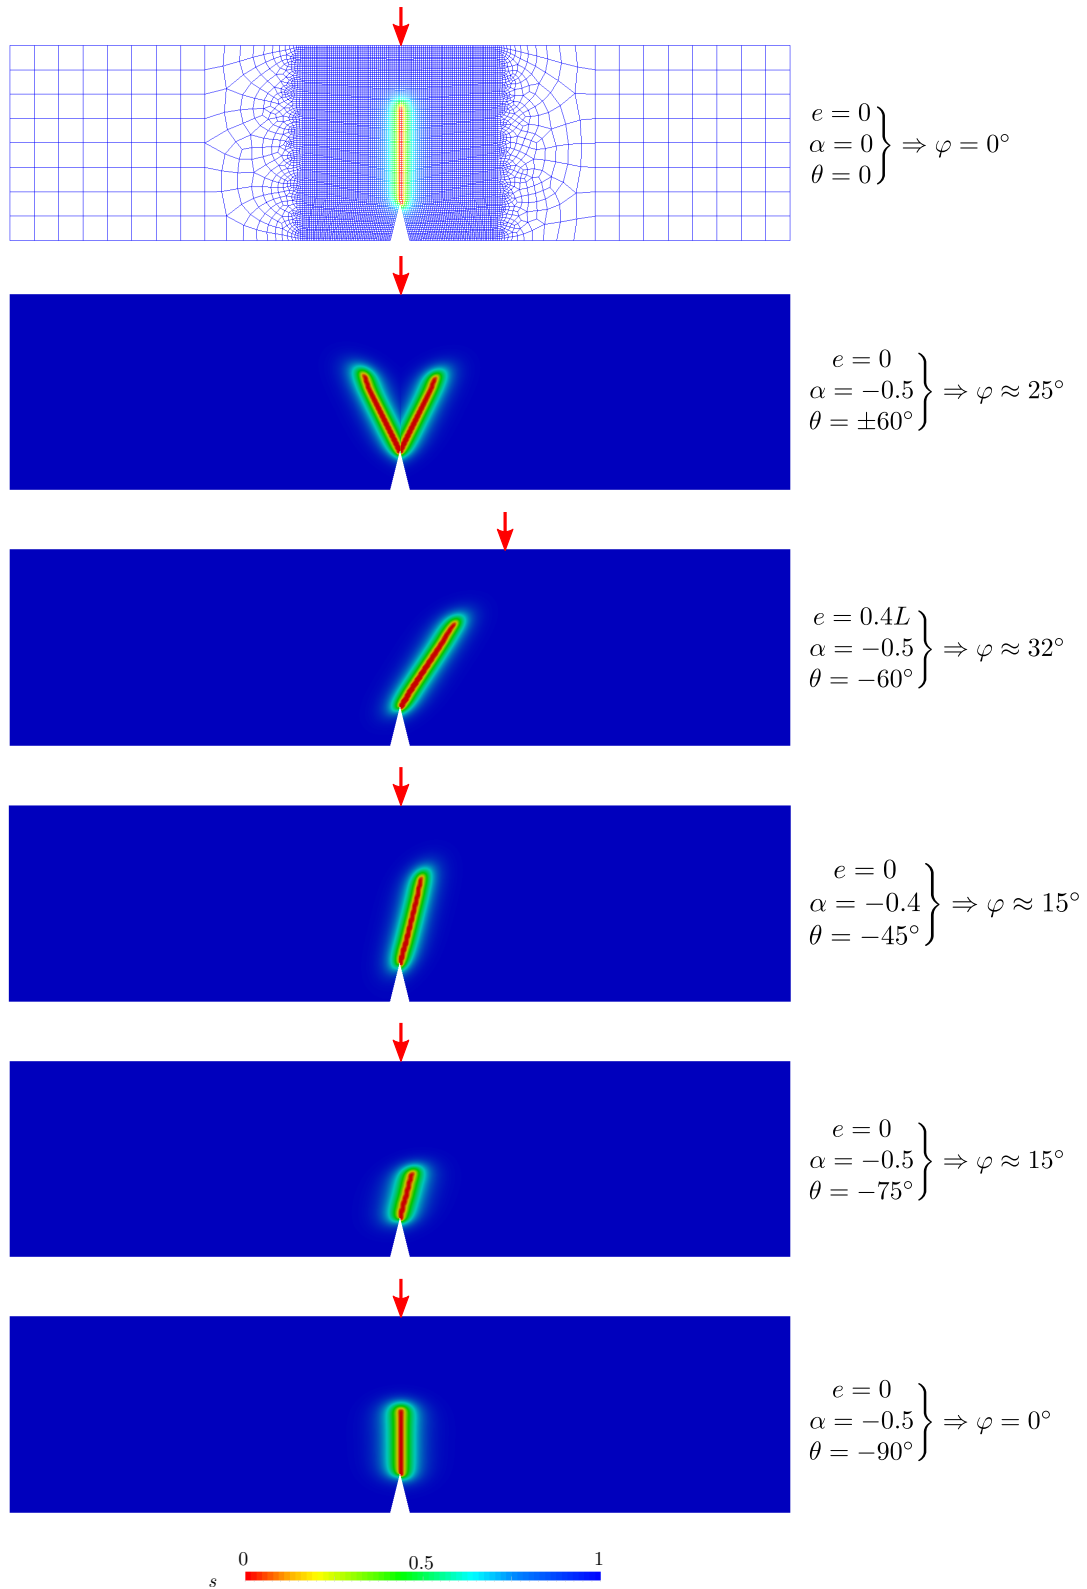 e = 0
α = 0
θ = 0
⇒ φ = 0°
e = 0
α = −0.5
θ = ±60°
⇒ φ ≈ 25°
e = 0.4L
α = −0.5
θ = −60°
⇒ φ ≈ 32°
e = 0
α = −0.4
θ = −45°
⇒ φ ≈ 15°
e = 0
α = −0.5
θ = −75°
⇒ φ ≈ 15°
e = 0
α = −0.5
θ = −90°
⇒ φ = 0°
0 0.5 1
s